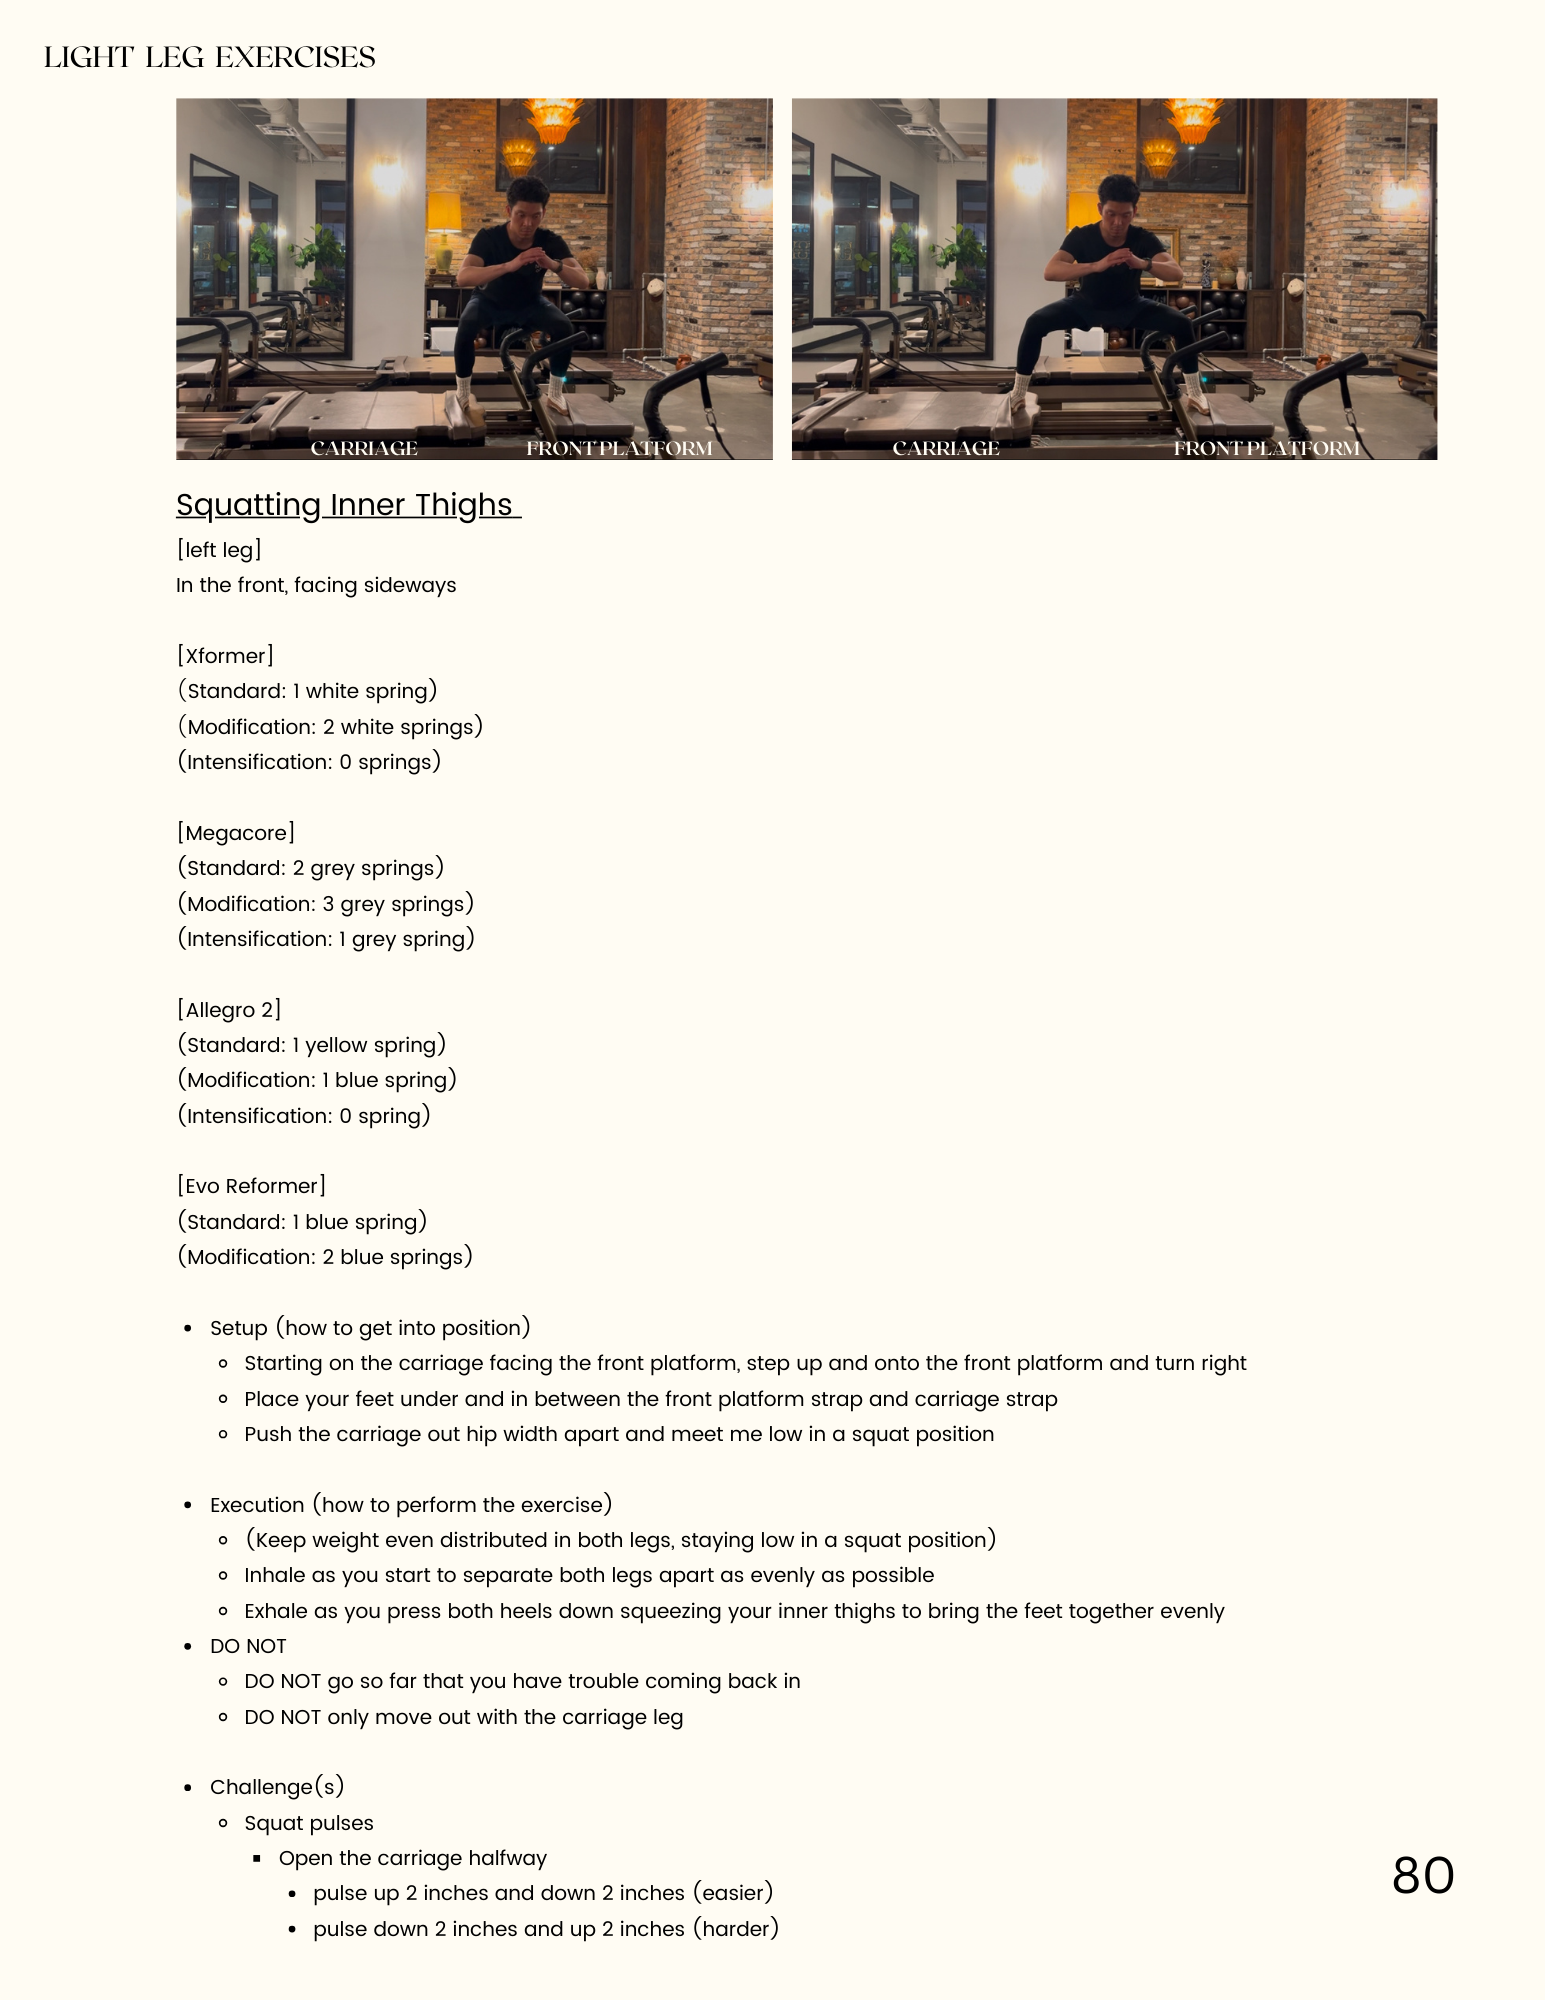 LIGHT LEG EXERCISES
CARRIAGE FRONT PLATFORM
CARRIAGE FRONT PLATFORM
Squatting Inner Thighs
[left leg]
In the front, facing sideways
[Xformer]
(Standard: 1 white spring)
(Modification: 2 white springs)
(Intensification: 0 springs)
[Megacore]
(Standard: 2 grey springs)
(Modification: 3 grey springs)
(Intensification: 1 grey spring)
[Allegro 2]
(Standard: 1 yellow spring)
(Modification: 1 blue spring)
(Intensification: 0 spring)
[Evo Reformer]
(Standard: 1 blue spring)
(Modification: 2 blue springs)
• Setup (how to get into position)
◦ Starting on the carriage facing the front platform, step up and onto the front platform and turn right
◦ Place your feet under and in between the front platform strap and carriage strap
◦ Push the carriage out hip width apart and meet me low in a squat position
• Execution (how to perform the exercise)
◦ (Keep weight even distributed in both legs, staying low in a squat position)
◦ Inhale as you start to separate both legs apart as evenly as possible
◦ Exhale as you press both heels down squeezing your inner thighs to bring the feet together evenly
• DO NOT
◦ DO NOT go so far that you have trouble coming back in
◦ DO NOT only move out with the carriage leg
• Challenge(s)
◦ Squat pulses
▪ Open the carriage halfway
• pulse up 2 inches and down 2 inches (easier)
• pulse down 2 inches and up 2 inches (harder)
80